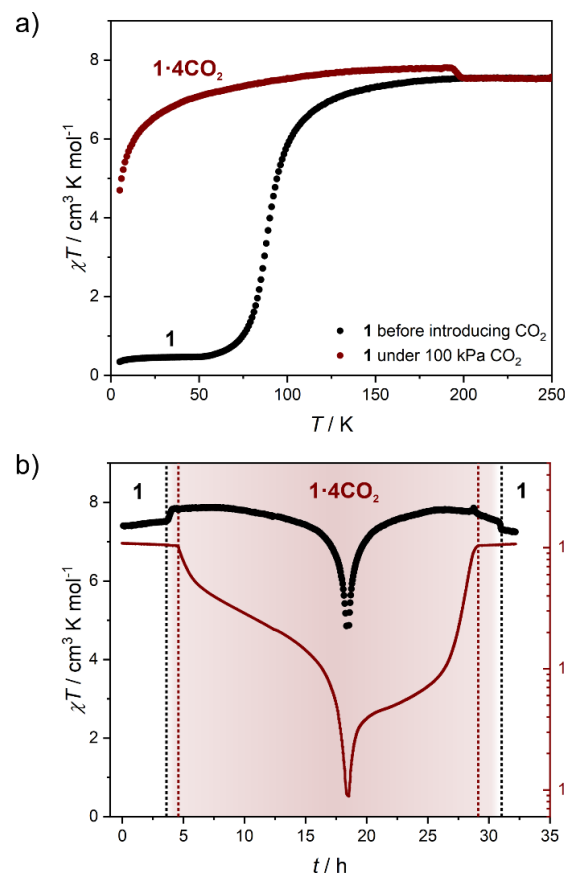 a)
8
6
4
2
0
χT / cm³ K mol⁻¹
1·4CO₂
1
1 before introducing CO₂
1 under 100 kPa CO₂
0 50 100 150 200 250
T / K
b)
8
6
4
2
0
χT / cm³ K mol⁻¹
1
1·4CO₂
1
1
1
1
0 5 10 15 20 25 30 35
t / h